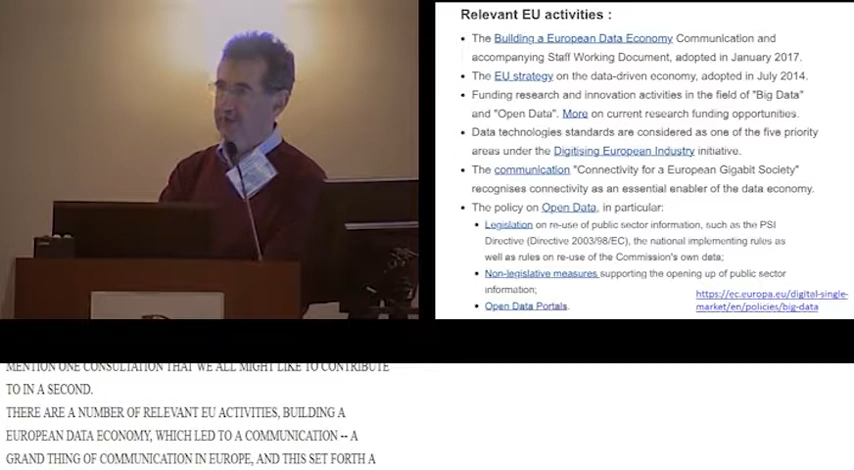 Relevant EU activities :
• The Building a European Data Economy Communication and
accompanying Staff Working Document, adopted in January 2017.
• The EU strategy on the data-driven economy, adopted in July 2014.
• Funding research and innovation activities in the field of "Big Data"
and "Open Data". More on current research funding opportunities.
• Data technologies standards are considered as one of the five priority
areas under the Digitising European Industry initiative.
• The communication "Connectivity for a European Gigabit Society"
recognises connectivity as an essential enabler of the data economy.
• The policy on Open Data, in particular:
• Legislation on re-use of public sector information, such as the PSI
Directive (Directive 2003/98/EC), the national implementing rules as
well as rules on re-use of the Commission's own data;
• Non-legislative measures supporting the opening up of public sector
information;
• Open Data Portals.
https://ec.europa.eu/digital-single-
market/en/policies/big-data
MENTION ONE CONSULTATION THAT WE ALL MIGHT LIKE TO CONTRIBUTE
TO IN A SECOND.
THERE ARE A NUMBER OF RELEVANT EU ACTIVITIES, BUILDING A
EUROPEAN DATA ECONOMY, WHICH LED TO A COMMUNICATION -- A
GRAND THING OF COMMUNICATION IN EUROPE, AND THIS SET FORTH A